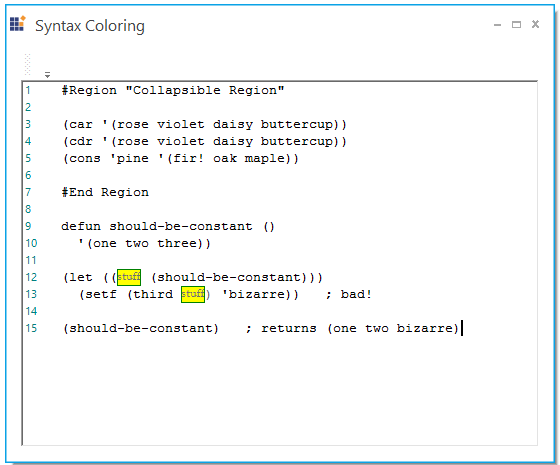 Syntax Coloring
1 #Region "Collapsible Region"
2
3 (car '(rose violet daisy buttercup))
4 (cdr '(rose violet daisy buttercup))
5 (cons 'pine '(fir! oak maple))
6
7 #End Region
8
9 defun should-be-constant ()
10 '(one two three))
11
12 (let ((stuff (should-be-constant)))
13 (setf (third stuff) 'bizarre)) ; bad!
14
15 (should-be-constant) ; returns (one two bizarre)